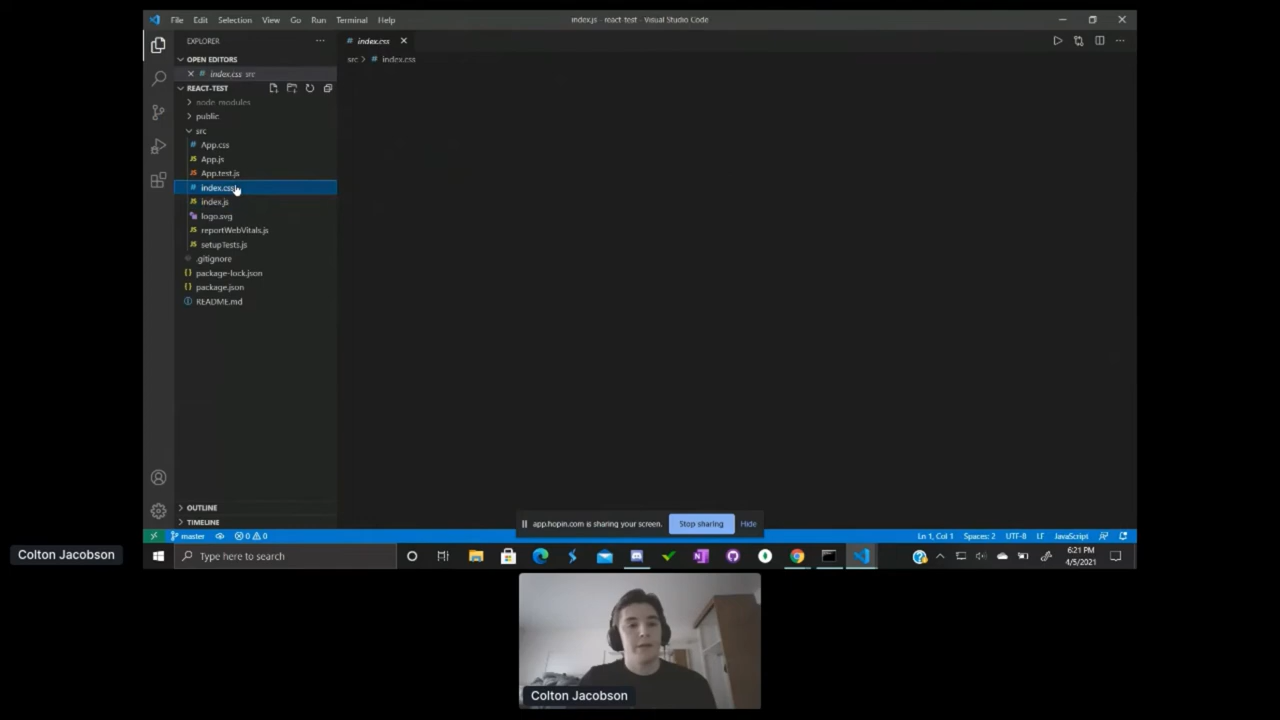 File Edit Selection View Go Run Terminal Help
index.js - react-test - Visual Studio Code
EXPLORER
index.css
OPEN EDITORS
index.css src
src > index.css
REACT-TEST
node_modules
public
src
App.css
App.js
App.test.js
index.css
index.js
logo.svg
reportWebVitals.js
setupTests.js
.gitignore
package-lock.json
package.json
README.md
OUTLINE
TIMELINE
app.hopin.com is sharing your screen. Stop sharing Hide
master 0 0
Ln 1, Col 1 Spaces: 2 UTF-8 LF JavaScript
Type here to search
6:21 PM
4/5/2021
Colton Jacobson
Colton Jacobson